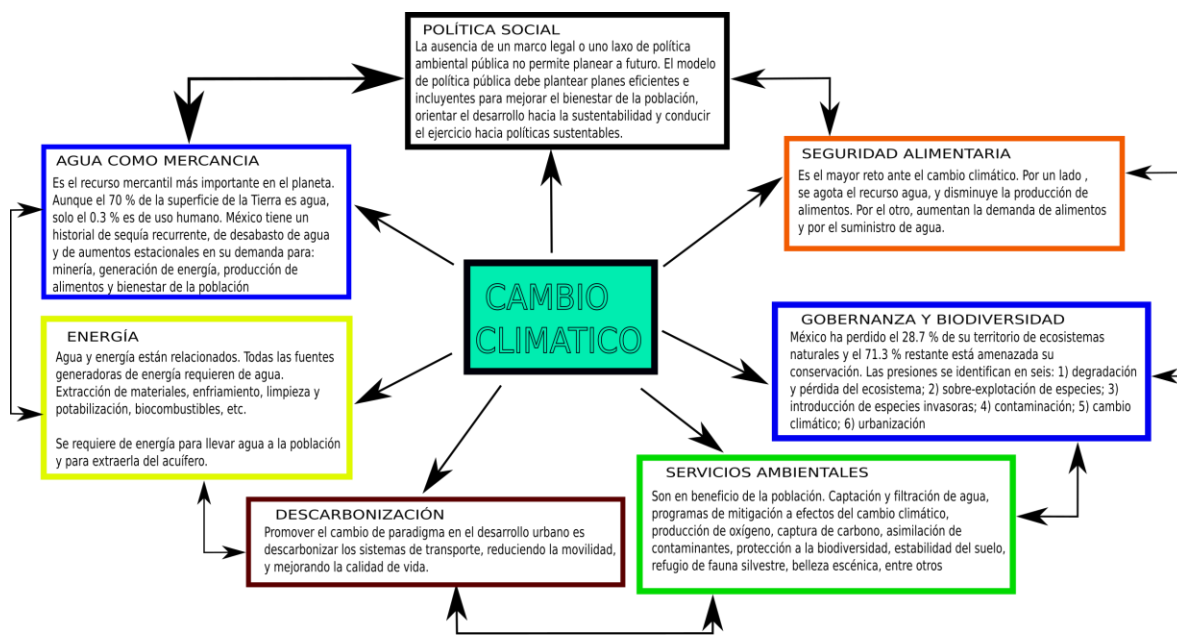 POLÍTICA SOCIAL
La ausencia de un marco legal o uno laxo de política
ambiental pública no permite planear a futuro. El modelo
de política pública debe plantear planes eficientes e
incluyentes para mejorar el bienestar de la población,
orientar el desarrollo hacia la sustentabilidad y conducir
el ejercicio hacia políticas sustentables.
AGUA COMO MERCANCIA
Es el recurso mercantil más importante en el planeta.
Aunque el 70 % de la superficie de la Tierra es agua,
solo el 0.3 % es de uso humano. México tiene un
historial de sequía recurrente, de desabasto de agua
y de aumentos estacionales en su demanda para:
minería, generación de energía, producción de
alimentos y bienestar de la población
SEGURIDAD ALIMENTARIA
Es el mayor reto ante el cambio climático. Por un lado ,
se agota el recurso agua, y disminuye la producción de
alimentos. Por el otro, aumentan la demanda de alimentos
y por el suministro de agua.
CAMBIO
CLIMATICO
ENERGÍA
Agua y energía están relacionados. Todas las fuentes
generadoras de energía requieren de agua.
Extracción de materiales, enfriamiento, limpieza y
potabilización, biocombustibles, etc.
Se requiere de energía para llevar agua a la población
y para extraerla del acuífero.
GOBERNANZA Y BIODIVERSIDAD
México ha perdido el 28.7 % de su territorio de ecosistemas
naturales y el 71.3 % restante está amenazada su
conservación. Las presiones se identifican en seis: 1) degradación
y pérdida del ecosistema; 2) sobre-explotación de especies; 3)
introducción de especies invasoras; 4) contaminación; 5) cambio
climático; 6) urbanización
DESCARBONIZACIÓN
Promover el cambio de paradigma en el desarrollo urbano es
descarbonizar los sistemas de transporte, reduciendo la movilidad,
y mejorando la calidad de vida.
SERVICIOS AMBIENTALES
Son en beneficio de la población. Captación y filtración de agua,
programas de mitigación a efectos del cambio climático,
producción de oxígeno, captura de carbono, asimilación de
contaminantes, protección a la biodiversidad, estabilidad del suelo,
refugio de fauna silvestre, belleza escénica, entre otros